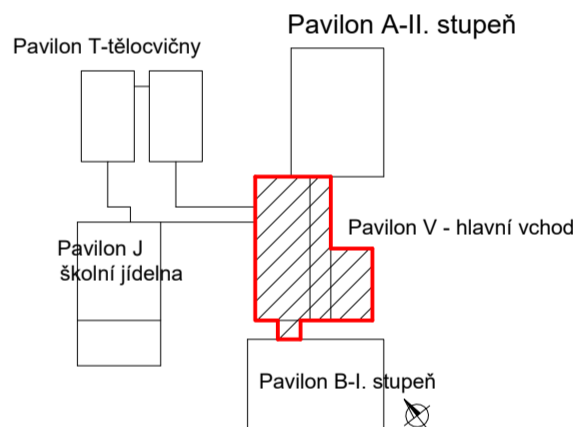 Pavilon A-II. stupeň
Pavilon T-tělocvičny
Pavilon V - hlavní vchod
Pavilon J
školní jídelna
Pavilon B-I. stupeň